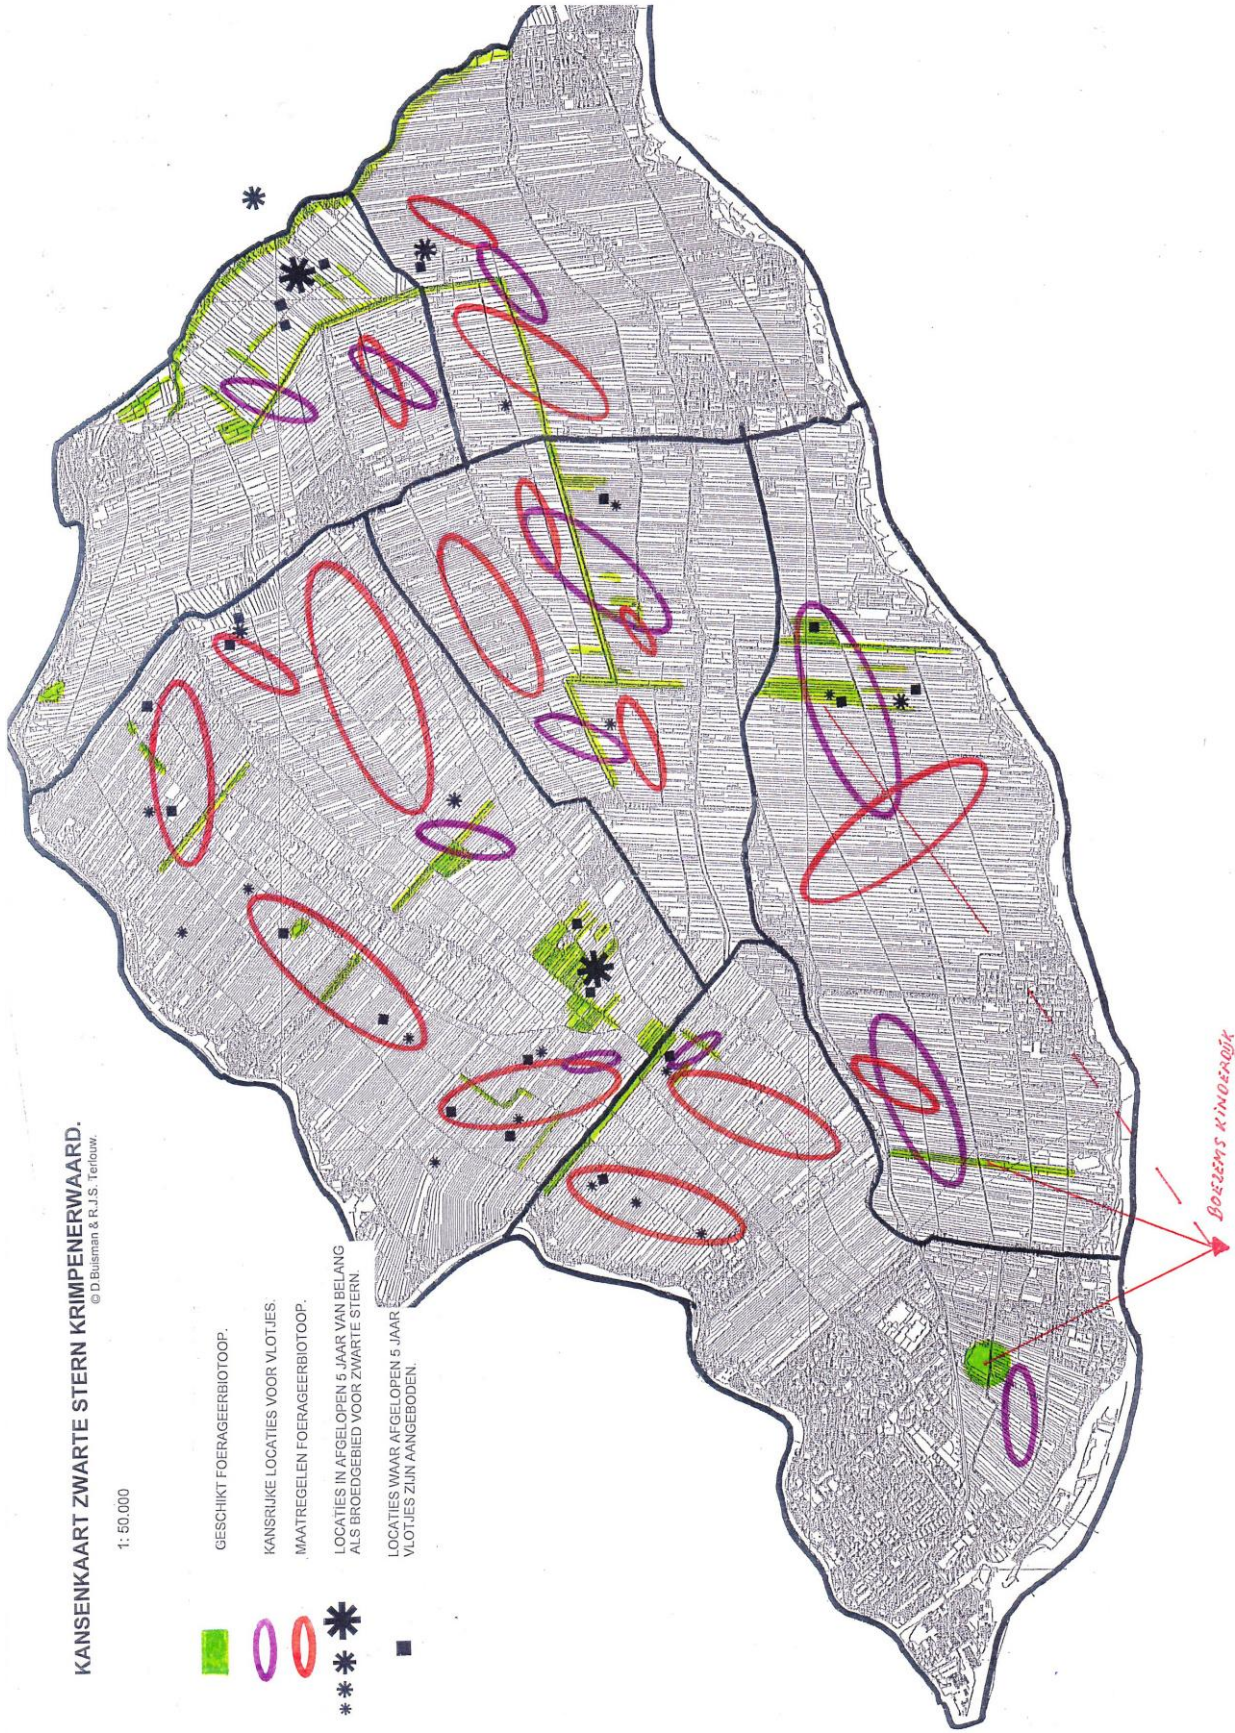 KANSENKAART ZWARTE STERN KRIMPENERWAARD.
© D.Buisman & R.J.S. Terlouw.
1: 50.000
GESCHIKT FOERAGEERBIOTOOP.
KANSRIJKE LOCATIES VOOR VLOTJES.
MAATREGELEN FOERAGEERBIOTOOP.
LOCATIES IN AFGELOPEN 5 JAAR VAN BELANG
ALS BROEDGEBIED VOOR ZWARTE STERN.
LOCATIES WAAR AFGELOPEN 5 JAAR
VLOTJES ZIJN AANGEBODEN.
BOEZEMS KINDERDIJK